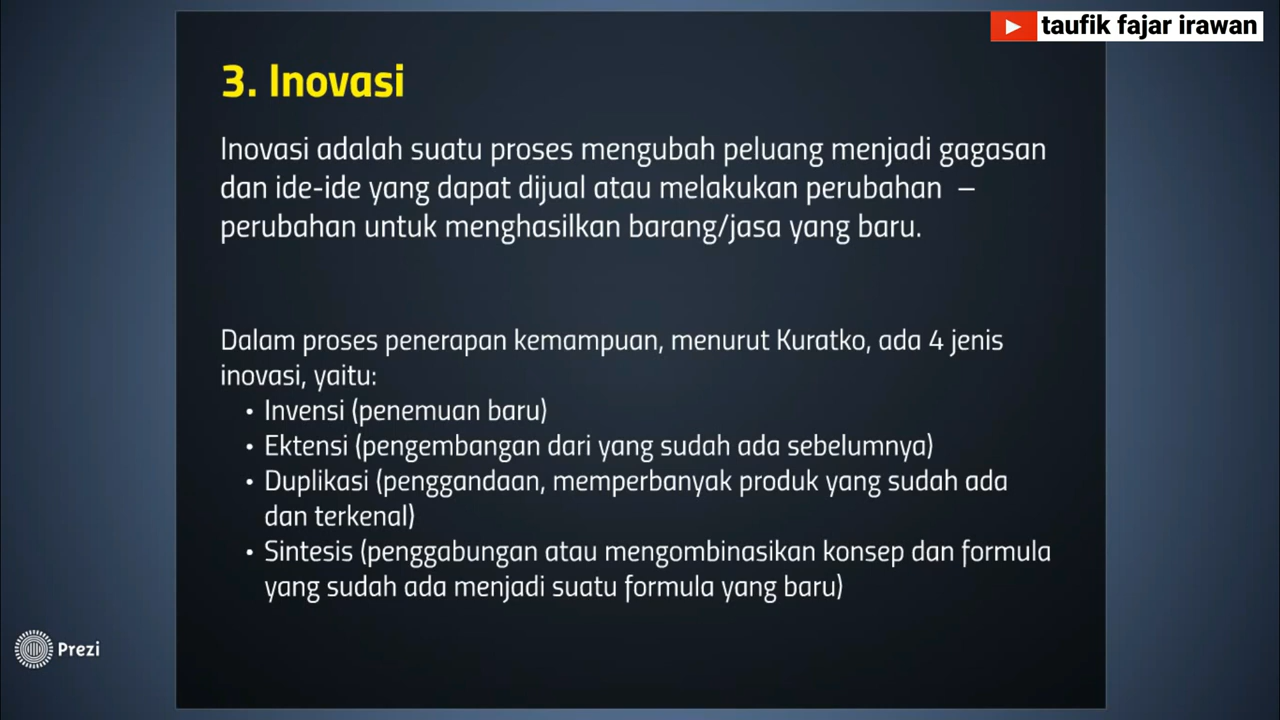 taufik fajar irawan
3. Inovasi
Inovasi adalah suatu proses mengubah peluang menjadi gagasan
dan ide-ide yang dapat dijual atau melakukan perubahan –
perubahan untuk menghasilkan barang/jasa yang baru.
Dalam proses penerapan kemampuan, menurut Kuratko, ada 4 jenis
inovasi, yaitu:
• Invensi (penemuan baru)
• Ektensi (pengembangan dari yang sudah ada sebelumnya)
• Duplikasi (penggandaan, memperbanyak produk yang sudah ada
dan terkenal)
• Sintesis (penggabungan atau mengombinasikan konsep dan formula
yang sudah ada menjadi suatu formula yang baru)
Prezi